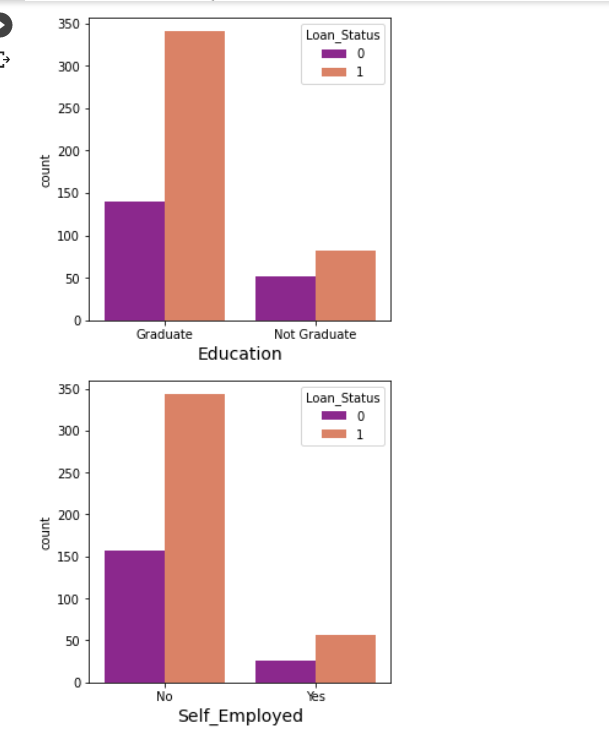 350
300
250
200
150
100
50
0
count
Loan_Status
0
1
Graduate Not Graduate
Education
350
300
250
200
150
100
50
0
count
Loan_Status
0
1
No Yes
Self_Employed